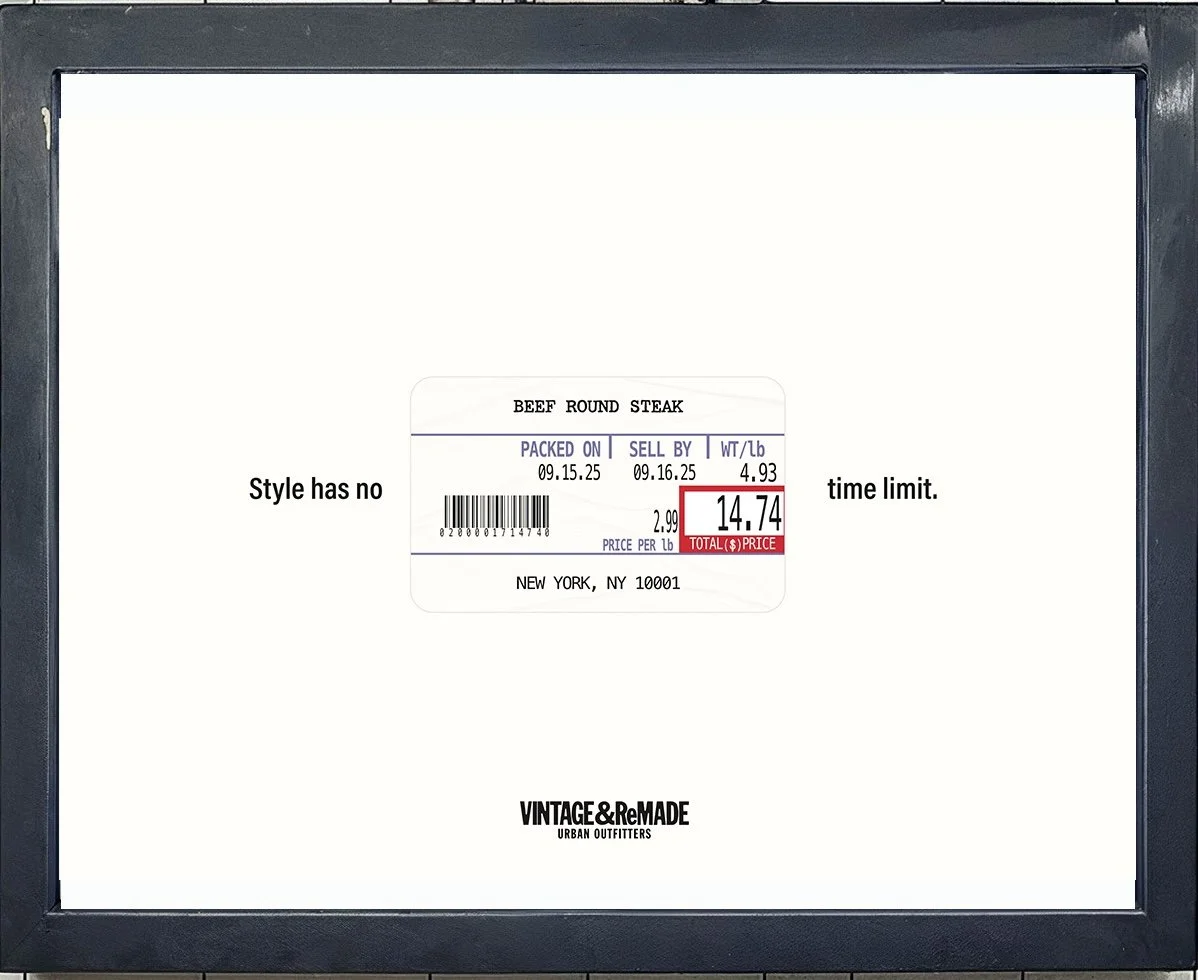 BEEF ROUND STEAK
PACKED ON SELL BY WT/lb
09.15.25 09.16.25 4.93
Style has no
time limit.
0200001714740
2.99
14.74
PRICE PER lb
TOTAL($)PRICE
NEW YORK, NY 10001
VINTAGE&ReMADE
URBAN OUTFITTERS